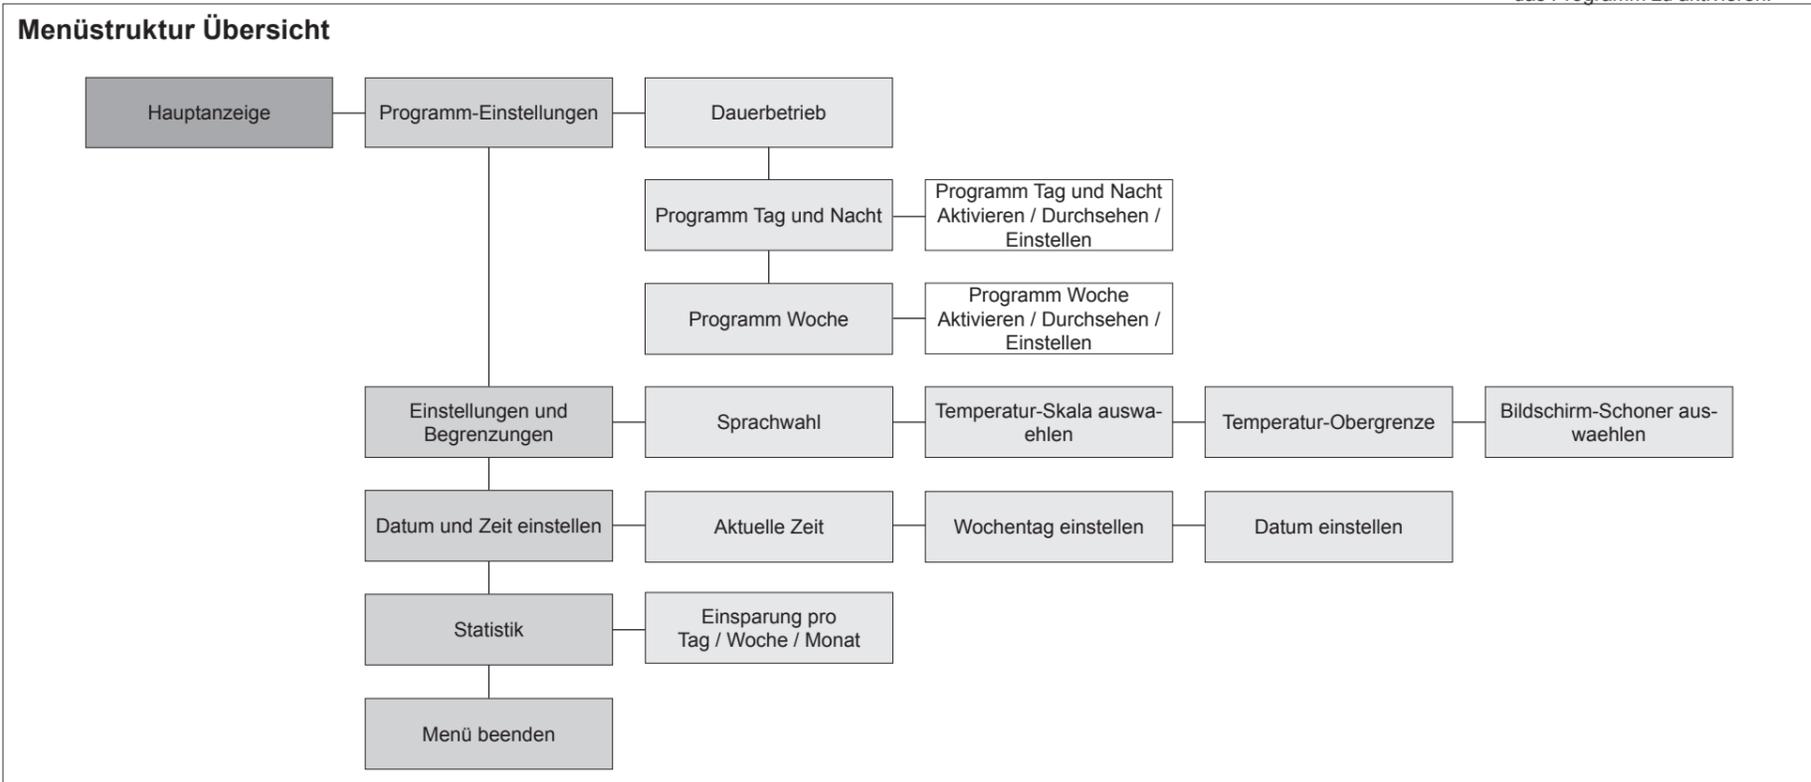 Menüstruktur Übersicht
Hauptanzeige
Programm-Einstellungen
Dauerbetrieb
Programm Tag und Nacht
Programm Tag und Nacht
Aktivieren / Durchsehen /
Einstellen
Programm Woche
Programm Woche
Aktivieren / Durchsehen /
Einstellen
Einstellungen und
Begrenzungen
Sprachwahl
Temperatur-Skala auswa-
ehlen
Temperatur-Obergrenze
Bildschirm-Schoner aus-
waehlen
Datum und Zeit einstellen
Aktuelle Zeit
Wochentag einstellen
Datum einstellen
Statistik
Einsparung pro
Tag / Woche / Monat
Menü beenden